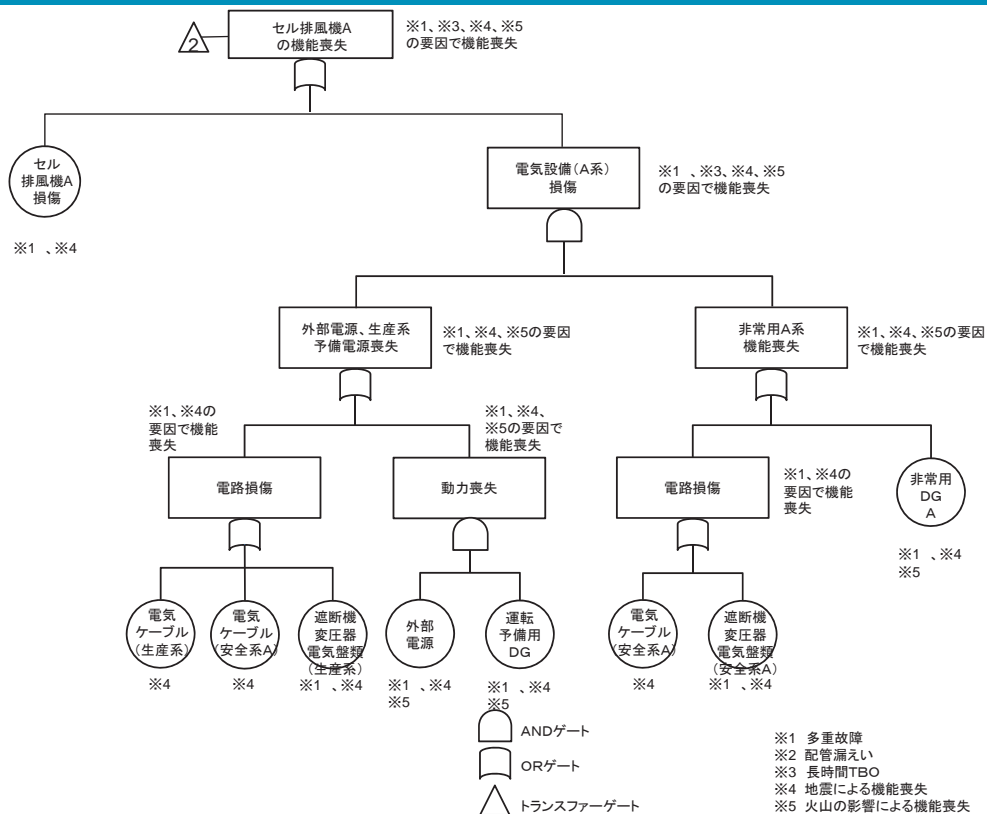 セル排風機A
の機能喪失
※1、※3、※4、※5
の要因で機能喪失
2
セル
排風機A
損傷
※1 、※4
電気設備(A系)
損傷
※1 、※3、※4、※5
の要因で機能喪失
外部電源、生産系
予備電源喪失
※1、※4、※5の要因
で機能喪失
非常用A系
機能喪失
※1、※4、※5の要因
で機能喪失
※1、※4の
要因で機能
喪失
電路損傷
※1、※4、
※5の要因で
機能喪失
動力喪失
電路損傷
※1、※4の
要因で機能
喪失
非常用
DG
A
※1 、※4
※5
電気
ケーブル
(生産系)
※4
電気
ケーブル
(安全系A)
※4
遮断機
変圧器
電気盤類
(生産系)
※1 、※4
外部
電源
※1 、※4
※5
運転
予備用
DG
※1 、※4
※5
電気
ケーブル
(安全系A)
※4
遮断機
変圧器
電気盤類
(安全系A)
※1 、※4
ANDゲート
ORゲート
トランスファーゲート
※1 多重故障
※2 配管漏えい
※3 長時間TBO
※4 地震による機能喪失
※5 火山の影響による機能喪失